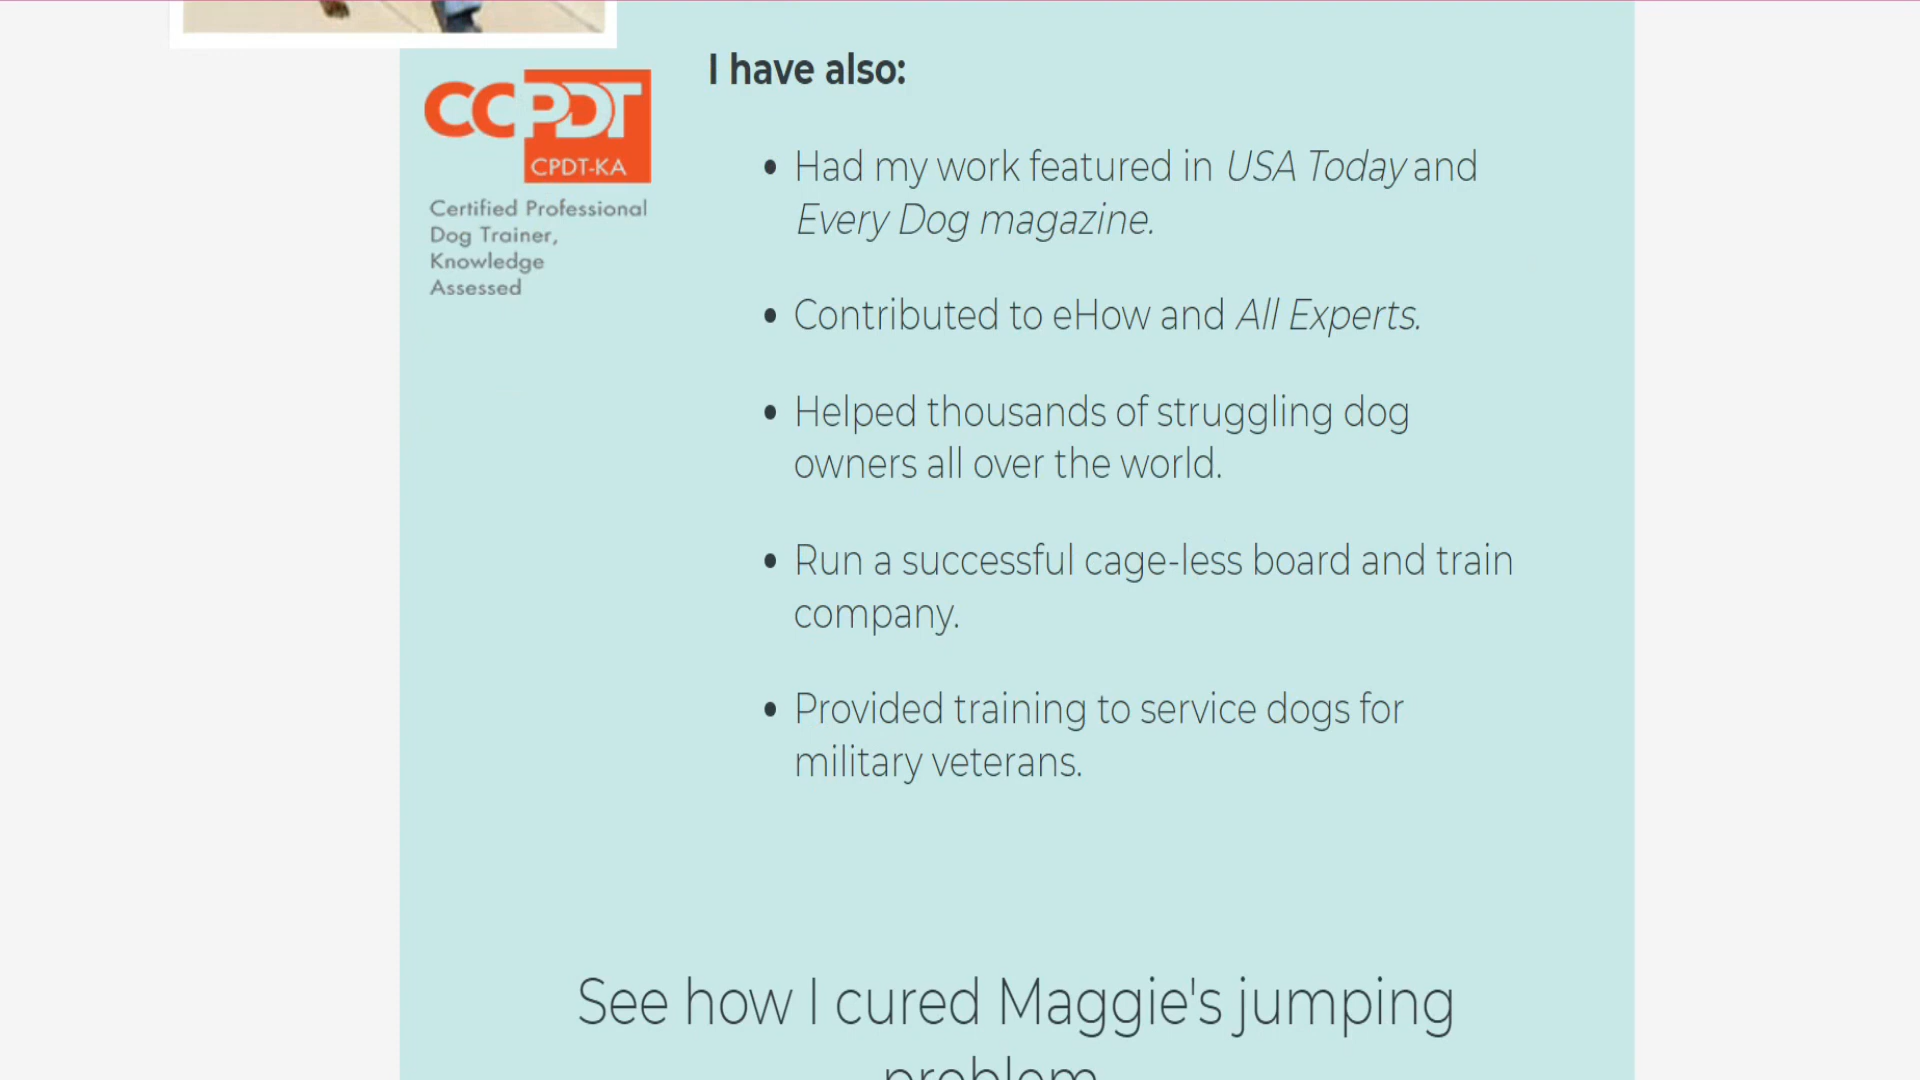 CCPDT
CPDT-KA
Certified Professional
Dog Trainer,
Knowledge
Assessed
I have also:
• Had my work featured in USA Today and
Every Dog magazine.
• Contributed to eHow and All Experts.
• Helped thousands of struggling dog
owners all over the world.
• Run a successful cage-less board and train
company.
• Provided training to service dogs for
military veterans.
See how I cured Maggie's jumping
problem